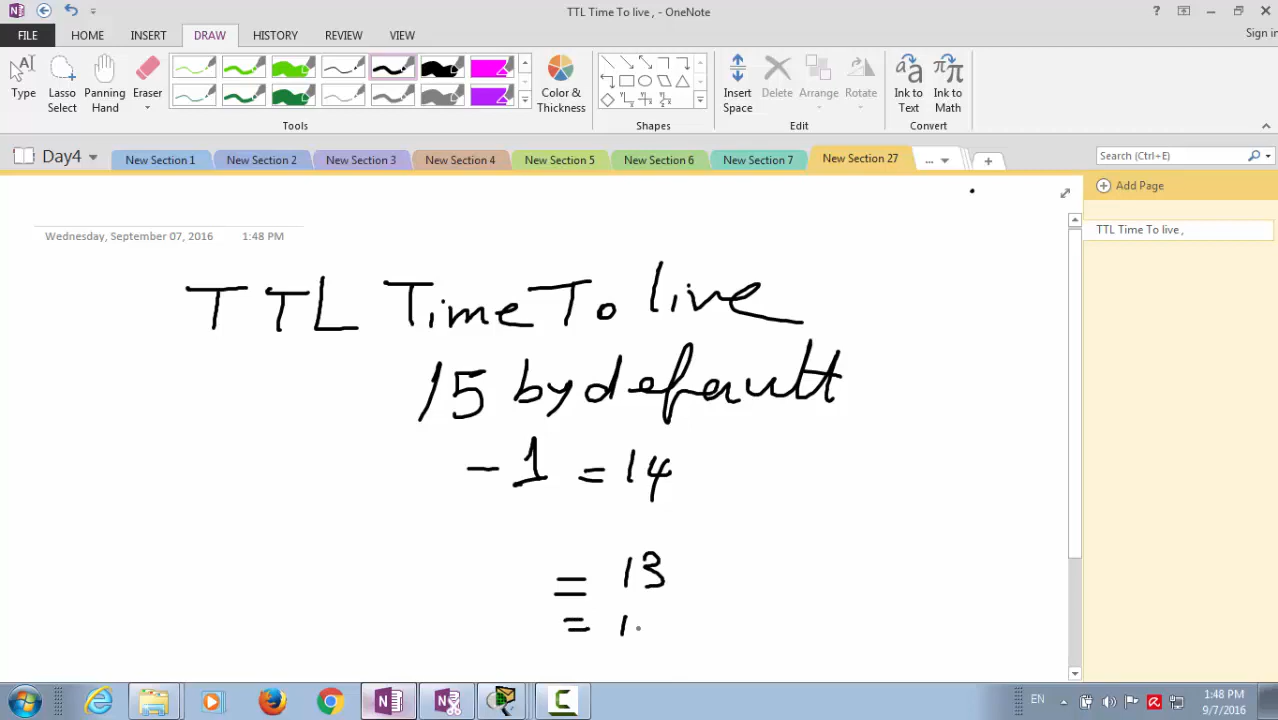 TTL Time To live , - OneNote
Sign in
FILE HOME INSERT DRAW HISTORY REVIEW VIEW
Type Lasso Select Panning Hand Eraser Color & Thickness Insert Space Delete Arrange Rotate Ink to Text Ink to Math
Tools Shapes Edit Convert
Day4 New Section 1 New Section 2 New Section 3 New Section 4 New Section 5 New Section 6 New Section 7 New Section 27 ... Search (Ctrl+E)
Add Page
TTL Time To live ,
Wednesday, September 07, 2016 1:48 PM
TTL Time To live
15 by default
- 1 = 14
= 13
= 1
EN 1:48 PM
9/7/2016